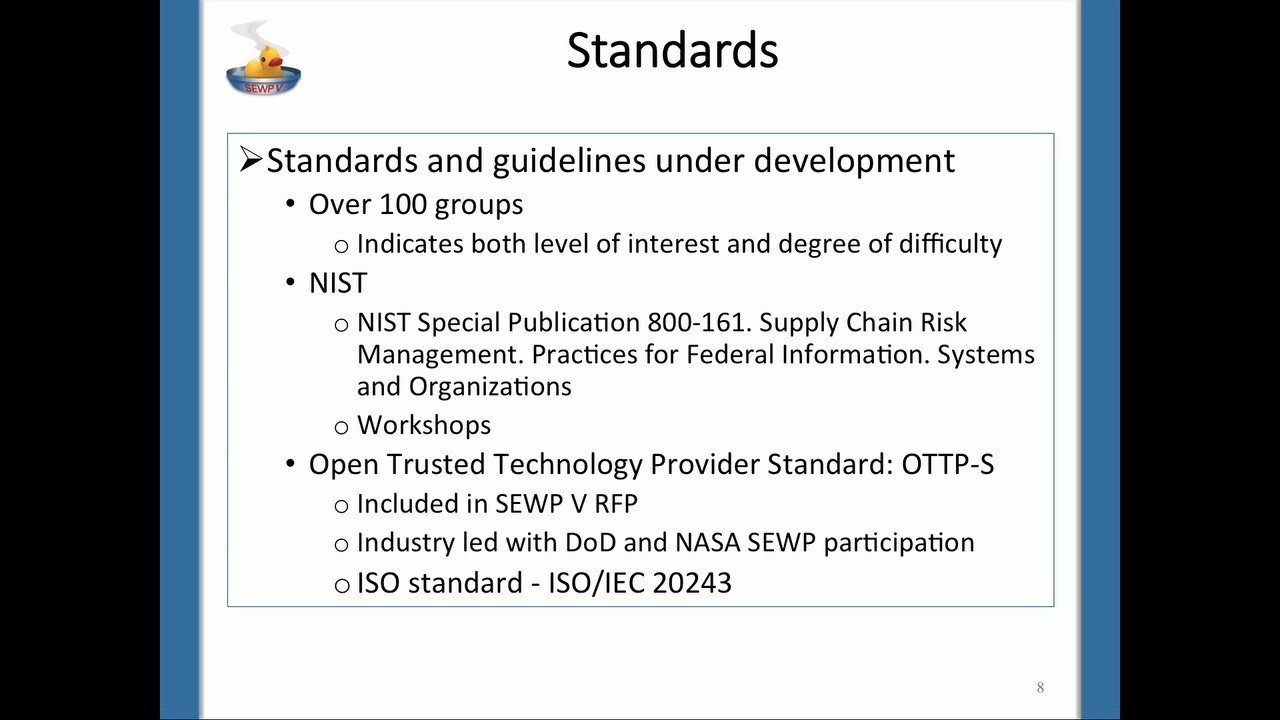 Standards
SEWP V
➢Standards and guidelines under development
• Over 100 groups
o Indicates both level of interest and degree of difficulty
• NIST
o NIST Special Publication 800-161. Supply Chain Risk
Management. Practices for Federal Information. Systems
and Organizations
o Workshops
• Open Trusted Technology Provider Standard: OTTP-S
o Included in SEWP V RFP
o Industry led with DoD and NASA SEWP participation
o ISO standard - ISO/IEC 20243
8